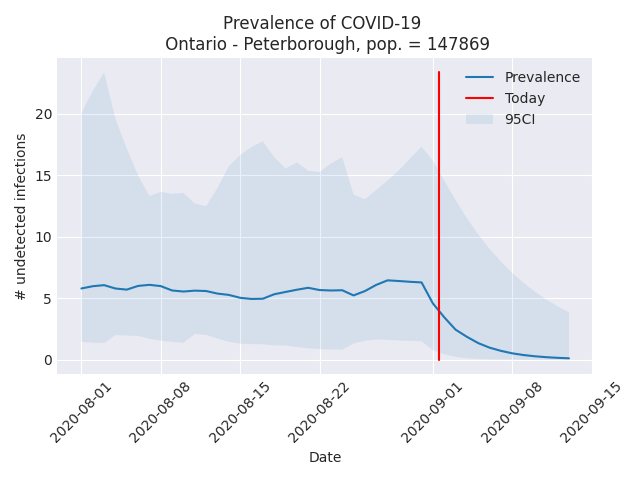 Prevalence of COVID-19
Ontario - Peterborough, pop. = 147869
Prevalence
Today
95CI
# undetected infections
20
15
10
5
0
2020-08-01
2020-08-08
2020-08-15
2020-08-22
2020-09-01
2020-09-08
2020-09-15
Date